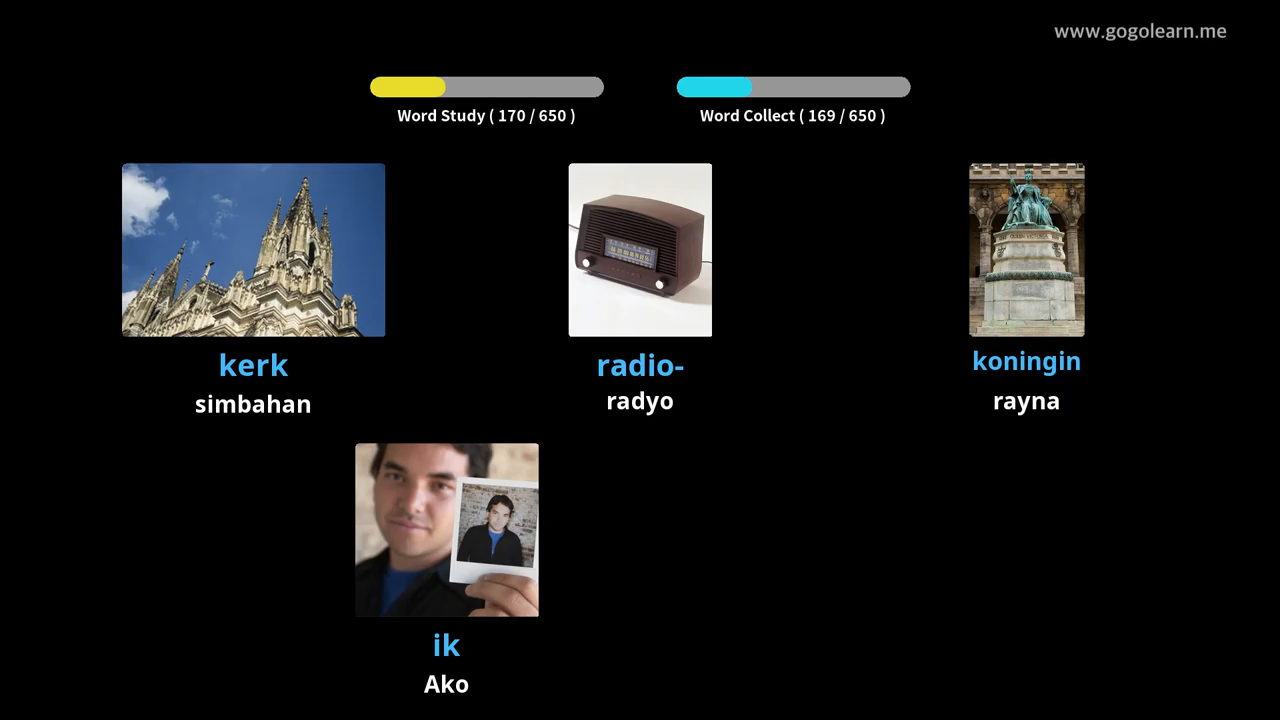 www.gogolearn.me
Word Study ( 170 / 650 )
Word Collect ( 169 / 650 )
kerk
simbahan
radio-
radyo
koningin
rayna
ik
Ako